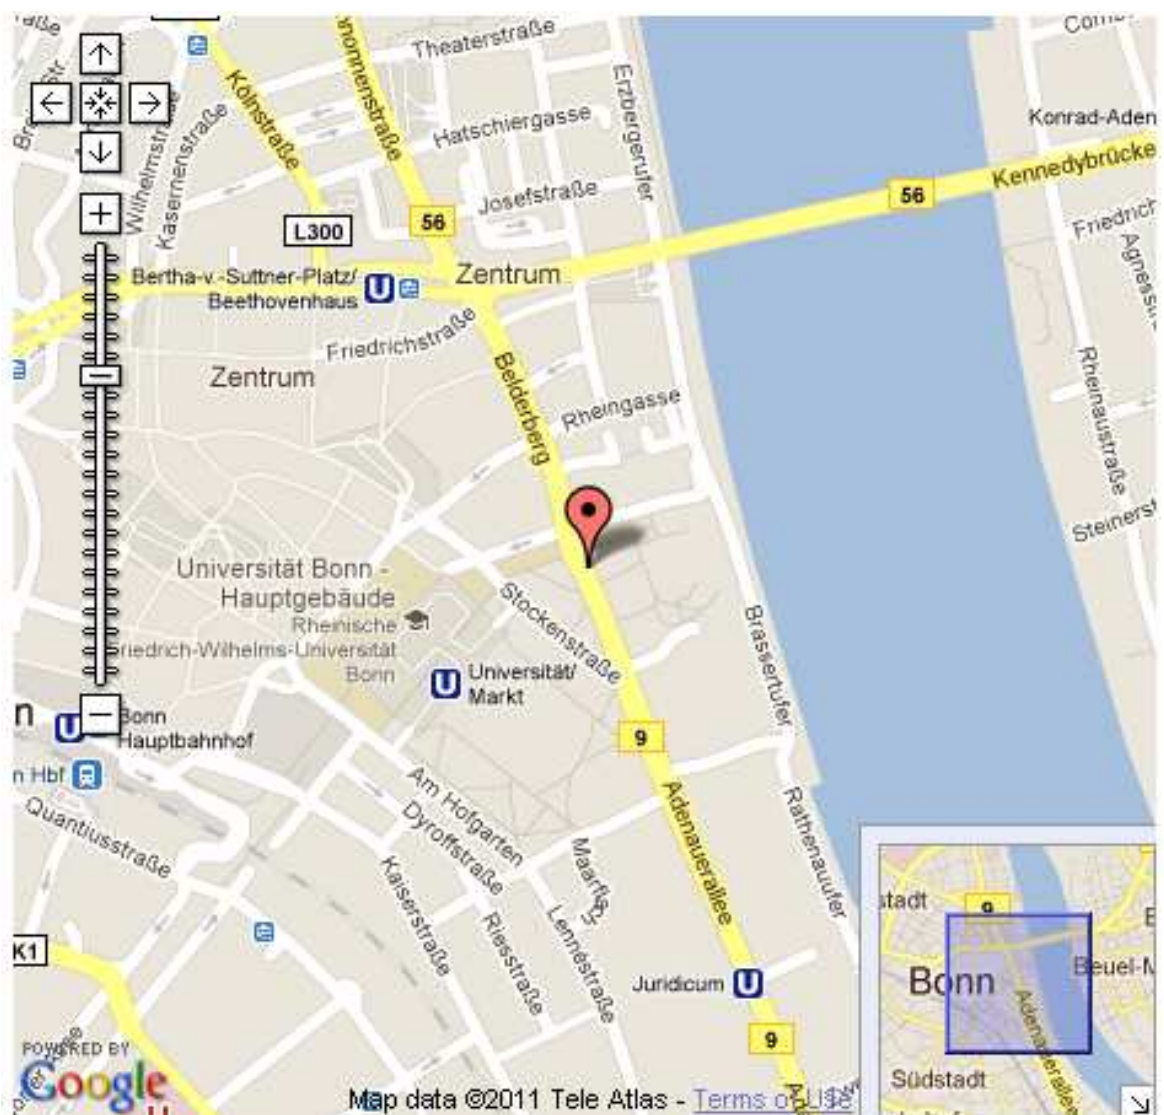 Theaterstraße
Kölnstraße
Erzbergerufer
Hatschiergasse
Wilhelmstraße
Kasernenstraße
Konrad-Aden
Kennedybrücke
56
Josefstraße
56
L300
Friedrich
Bertha-v.-Suttner-Platz/
Beethovenhaus
U
Zentrum
Friedrichstraße
Zentrum
Belderberg
Rheingasse
Rheinaustraße
Steinerst
Universität Bonn -
Hauptgebäude
Rheinische
riedrich-Wilhelms-Universität
Bonn
Stockenstraße
Brassertufer
U
Universität/
Markt
n
U
Bonn
Hauptbahnhof
n Hbf
9
Quantiusstraße
Am Hofgarten
Dyroffstraße
Adenauerallee
Rathenauufer
Kaiserstraße
Riesstraße
Lennéstraße
K1
Juridicum
U
9
stadt
9
Bonn
Beuel-M
Adenauerallee
Südstadt
POWERED BY
Google
Map data ©2011 Tele Atlas - Terms of Use